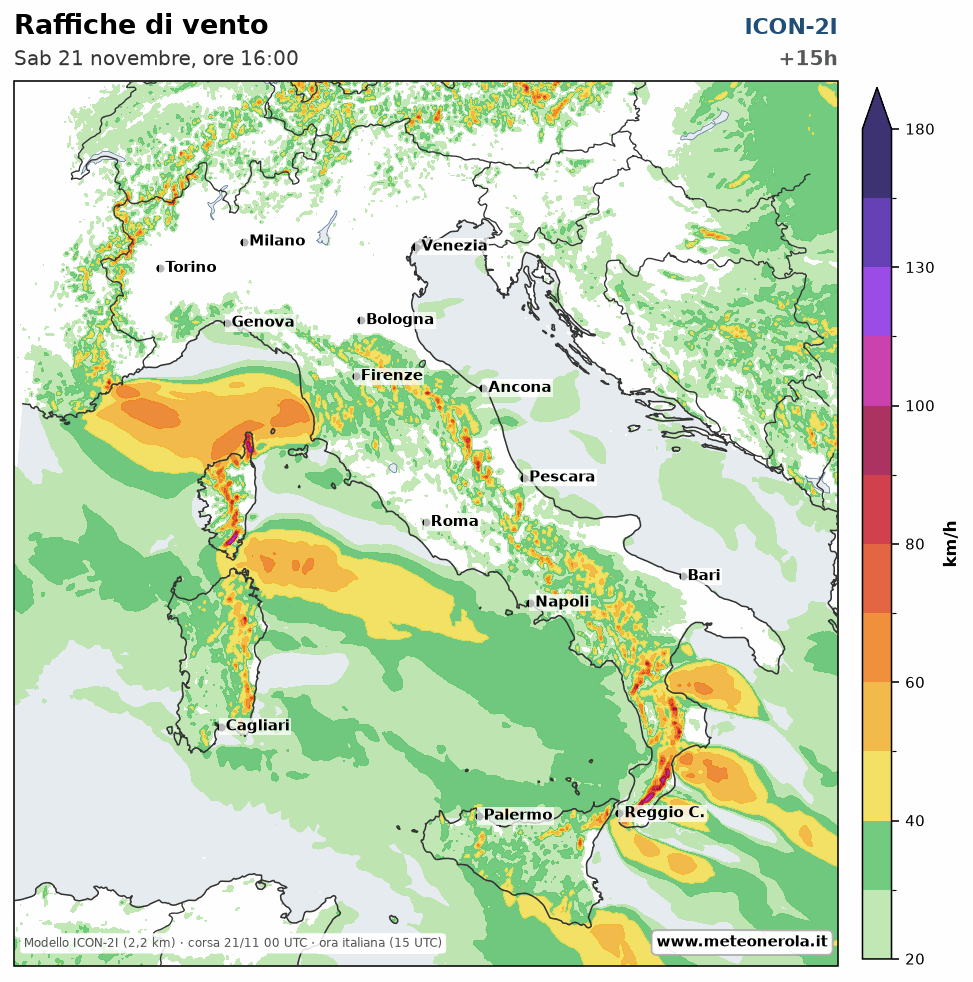 Raffiche di vento
ICON-2I
Sab 21 novembre, ore 16:00
+15h
180
130
100
80
60
40
20
km/h
Milano
Venezia
Torino
Genova
Bologna
Firenze
Ancona
Pescara
Roma
Bari
Napoli
Cagliari
Palermo
Reggio C.
Modello ICON-2I (2,2 km) · corsa 21/11 00 UTC · ora italiana (15 UTC)
www.meteonerola.it